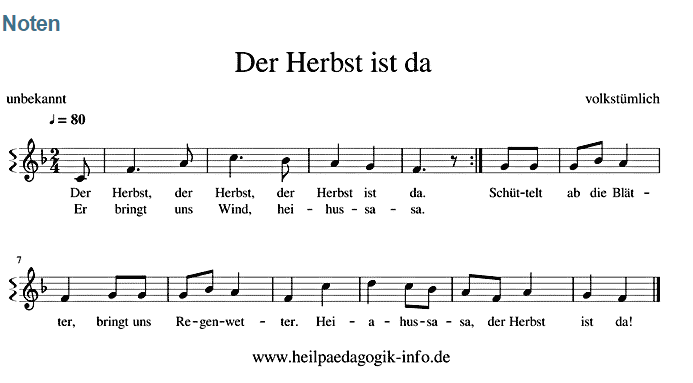 Noten
Der Herbst ist da
unbekannt volkstümlich
♩ = 80
2/4
Der Herbst, der Herbst, der Herbst ist da. Schüt-telt ab die Blät -
Er bringt uns Wind, hei - hus - sa - sa.
7
ter, bringt uns Re-gen-wet - ter. Hei - a-hus-sa-sa, der Herbst ist da!
www.heilpaedagogik-info.de